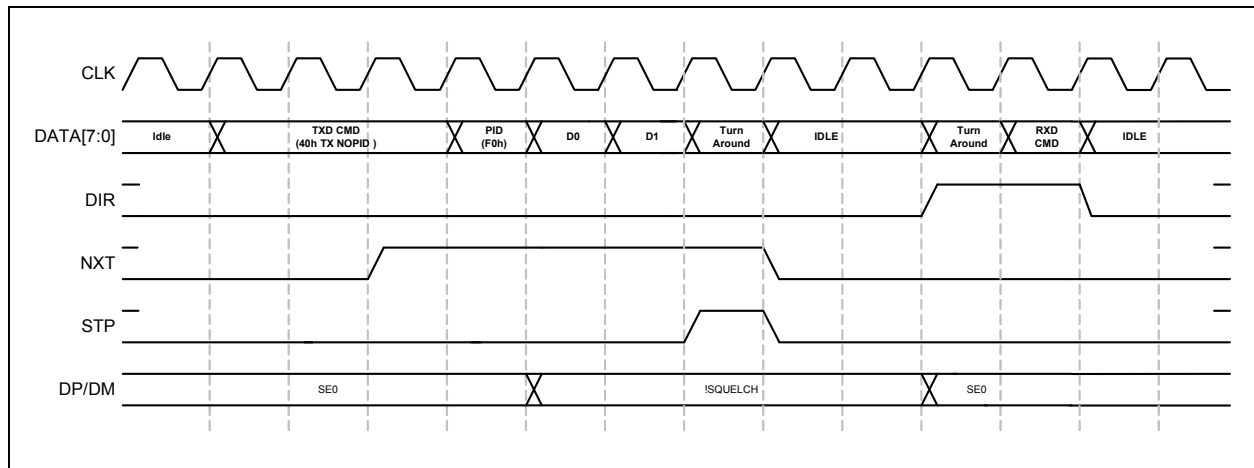 CLK
DATA[7:0]
Idle
TXD CMD
(40h TX NOPID )
PID
(F0h)
D0
D1
Turn
Around
IDLE
Turn
Around
RXD
CMD
IDLE
DIR
NXT
STP
DP/DM
SE0
!SQUELCH
SE0